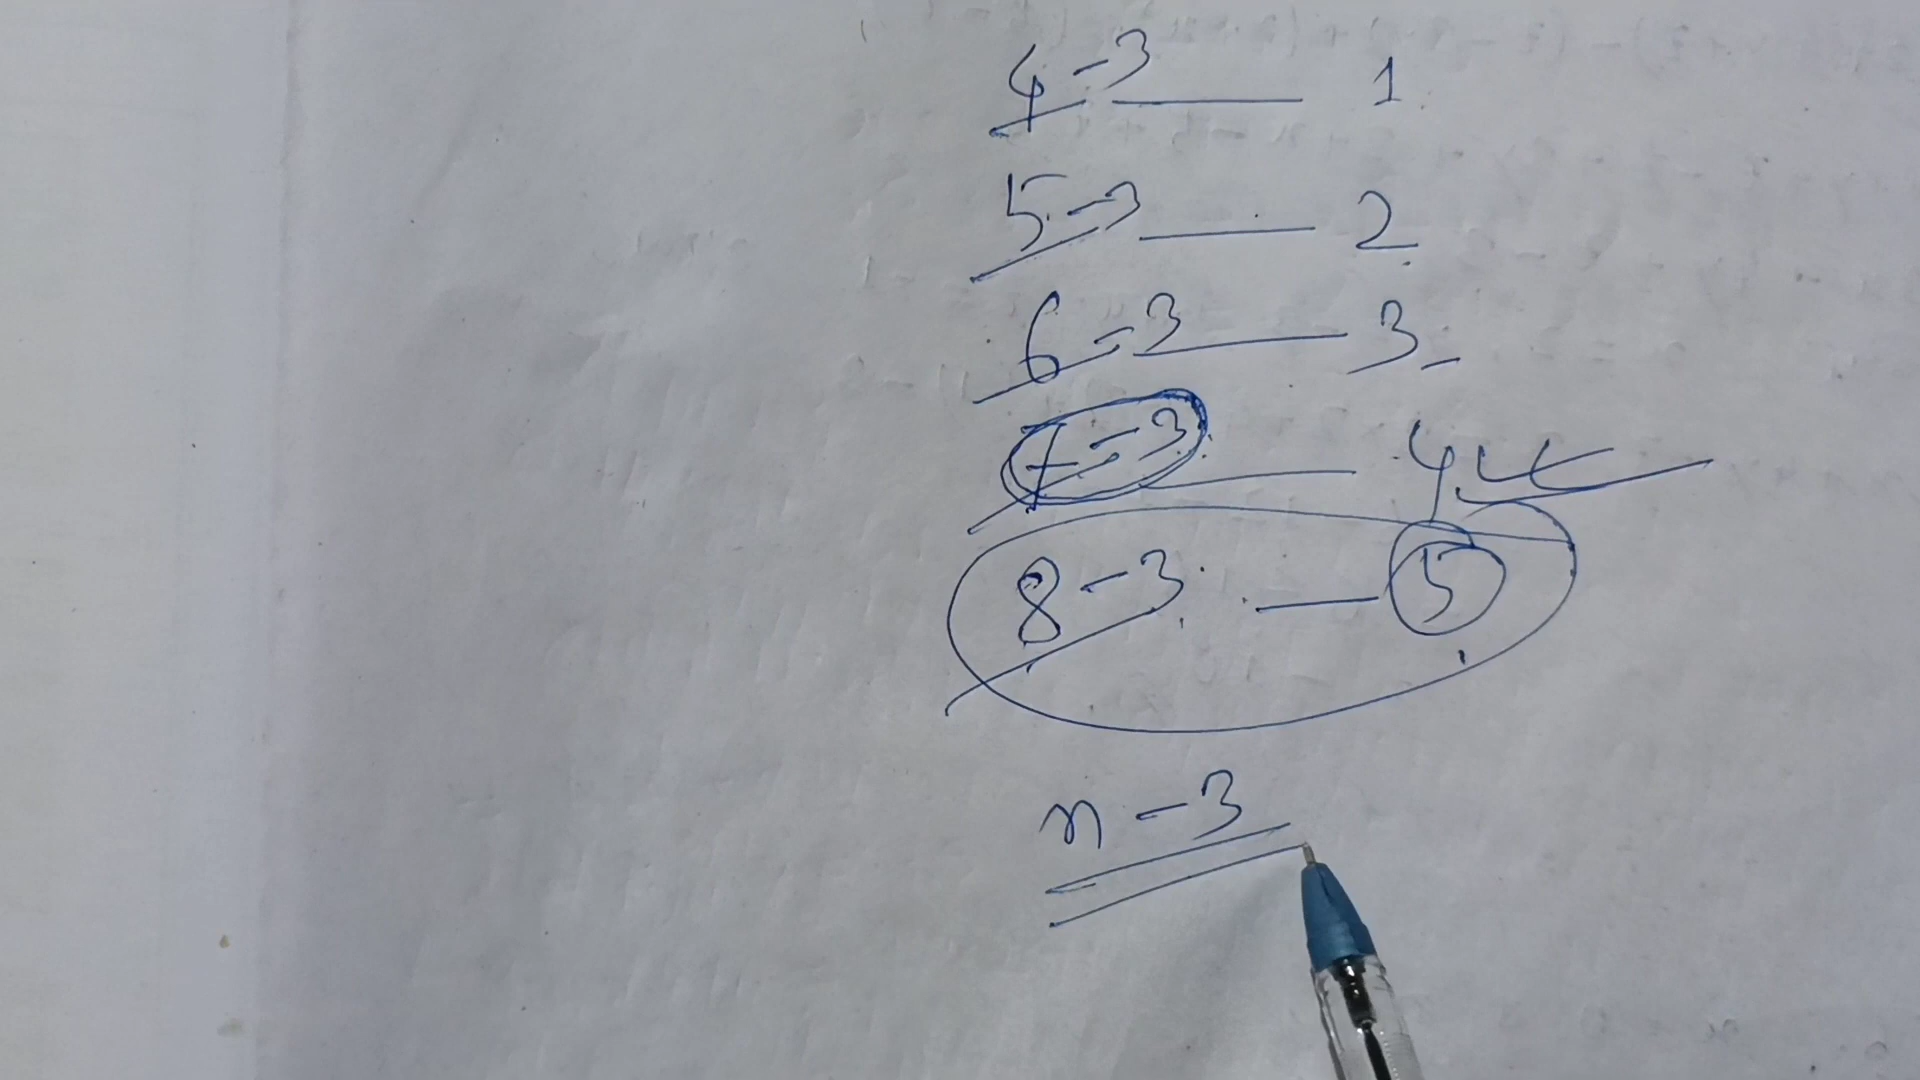 4 - 3 — 1
5 - 3 — 2
6 - 3 — 3
7 - 3 — 4
8 - 3 — 5
n - 3